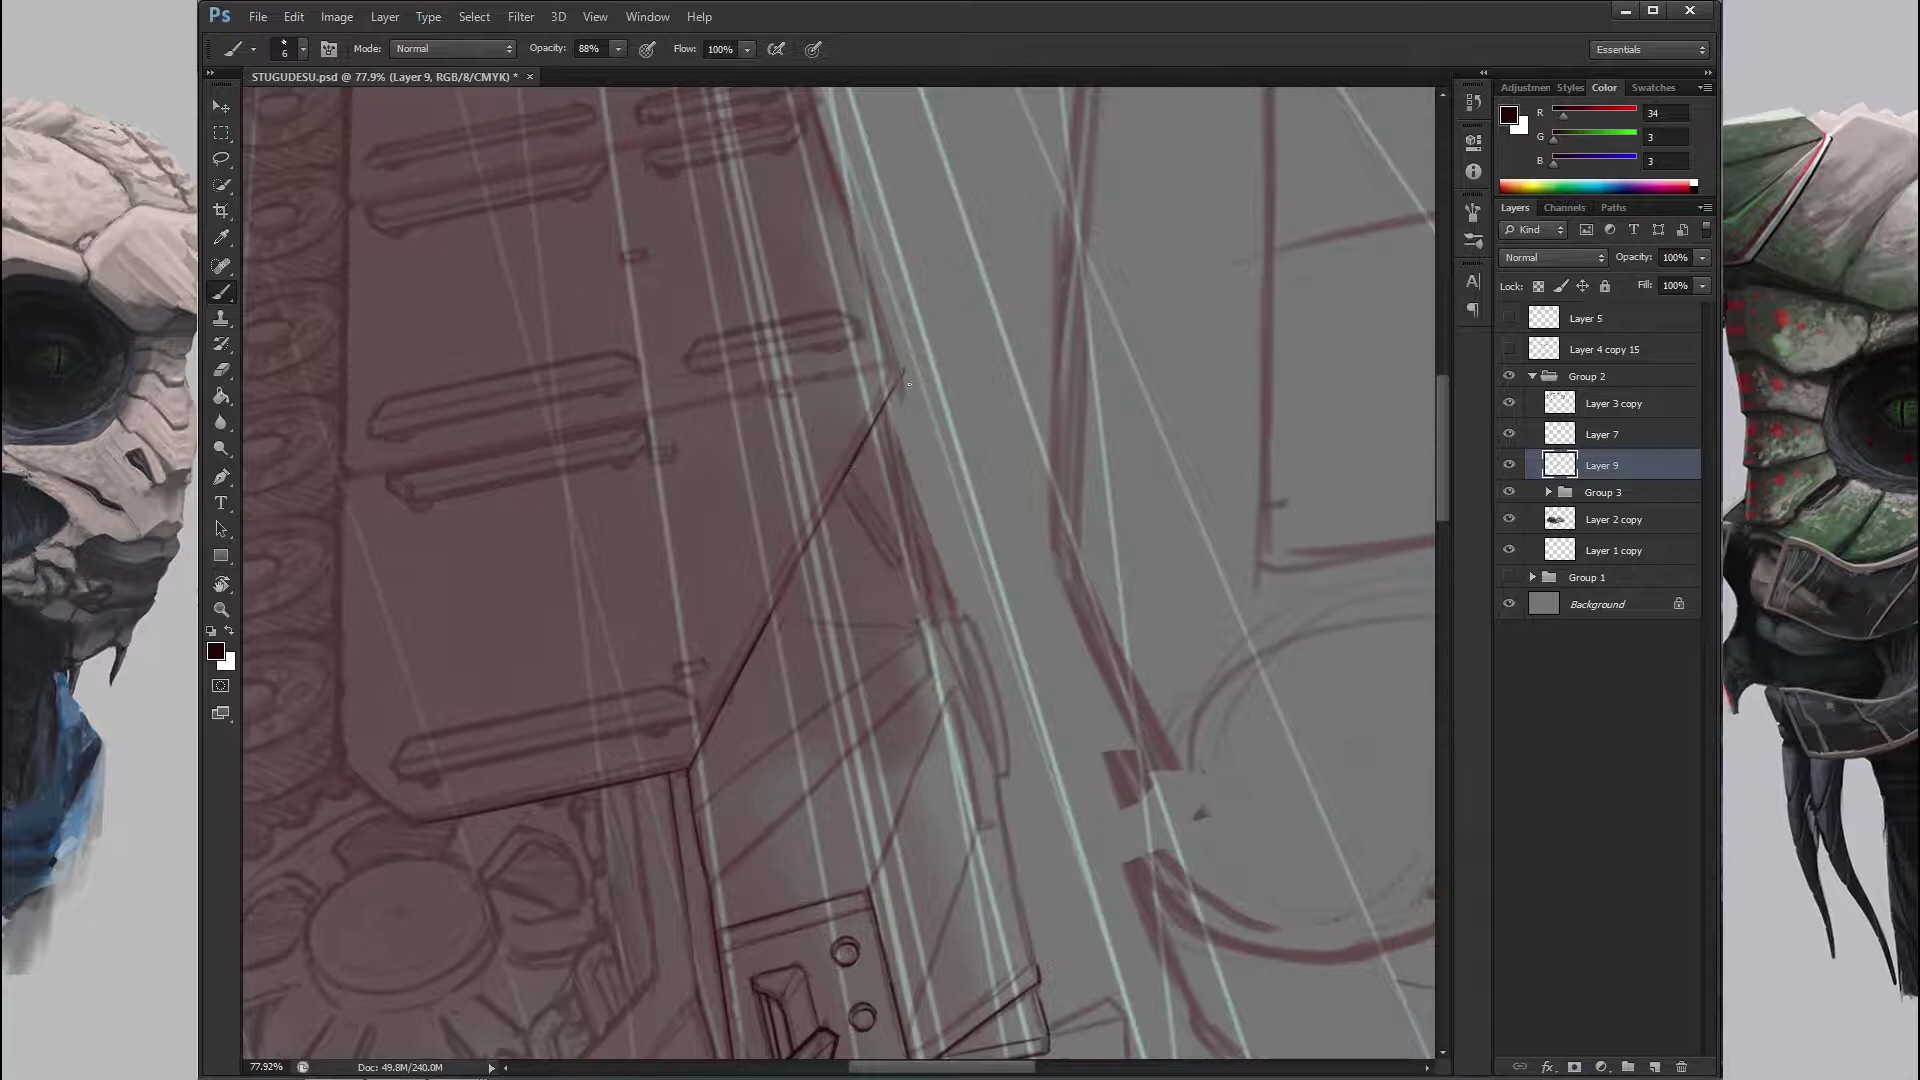 Ps File Edit Image Layer Type Select Filter 3D View Window Help
6 Mode: Normal Opacity: 88% Flow: 100% Essentials
STUGUDESU.psd @ 77.9% (Layer 9, RGB/8/CMYK) * ×
Adjustmen Styles Color Swatches
R 34
G 3
B 3
Layers Channels Paths
Kind
Normal Opacity: 100%
Lock: Fill: 100%
Layer 5
Layer 4 copy 15
Group 2
Layer 3 copy
Layer 7
Layer 9
Group 3
Layer 2 copy
Layer 1 copy
Group 1
Background
77.92% Doc: 49.8M/240.0M